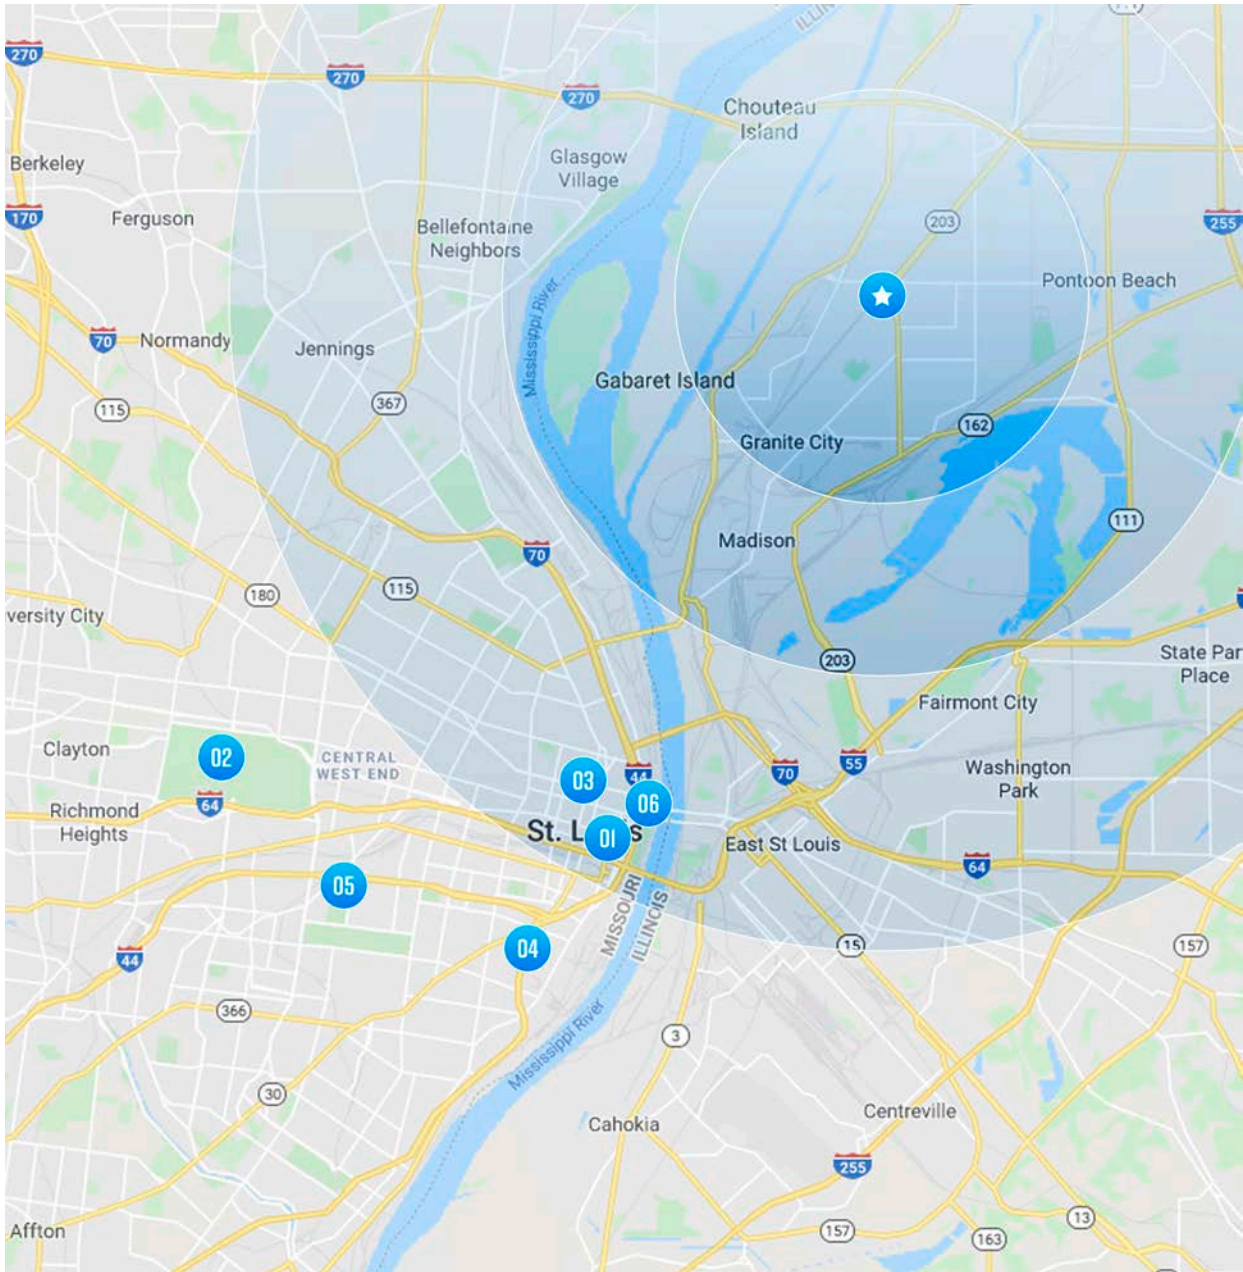 ILLINOIS
270
270
270
Chouteau
Island
Berkeley
Glasgow
Village
170
Ferguson
Bellefontaine
Neighbors
203
255
Pontoon Beach
Mississippi River
70
Normandy
Jennings
Gabaret Island
367
115
162
Granite City
111
Madison
70
115
180
versity City
203
State Par
Place
Fairmont City
Clayton
02
CENTRAL
WEST END
03
44
70
55
Washington
Park
64
06
Richmond
Heights
St. L
s
01
East St Louis
64
05
MISSOURI
ILLINOIS
04
15
157
44
366
3
Mississippi River
30
Cahokia
Centreville
255
Affton
157
13
163